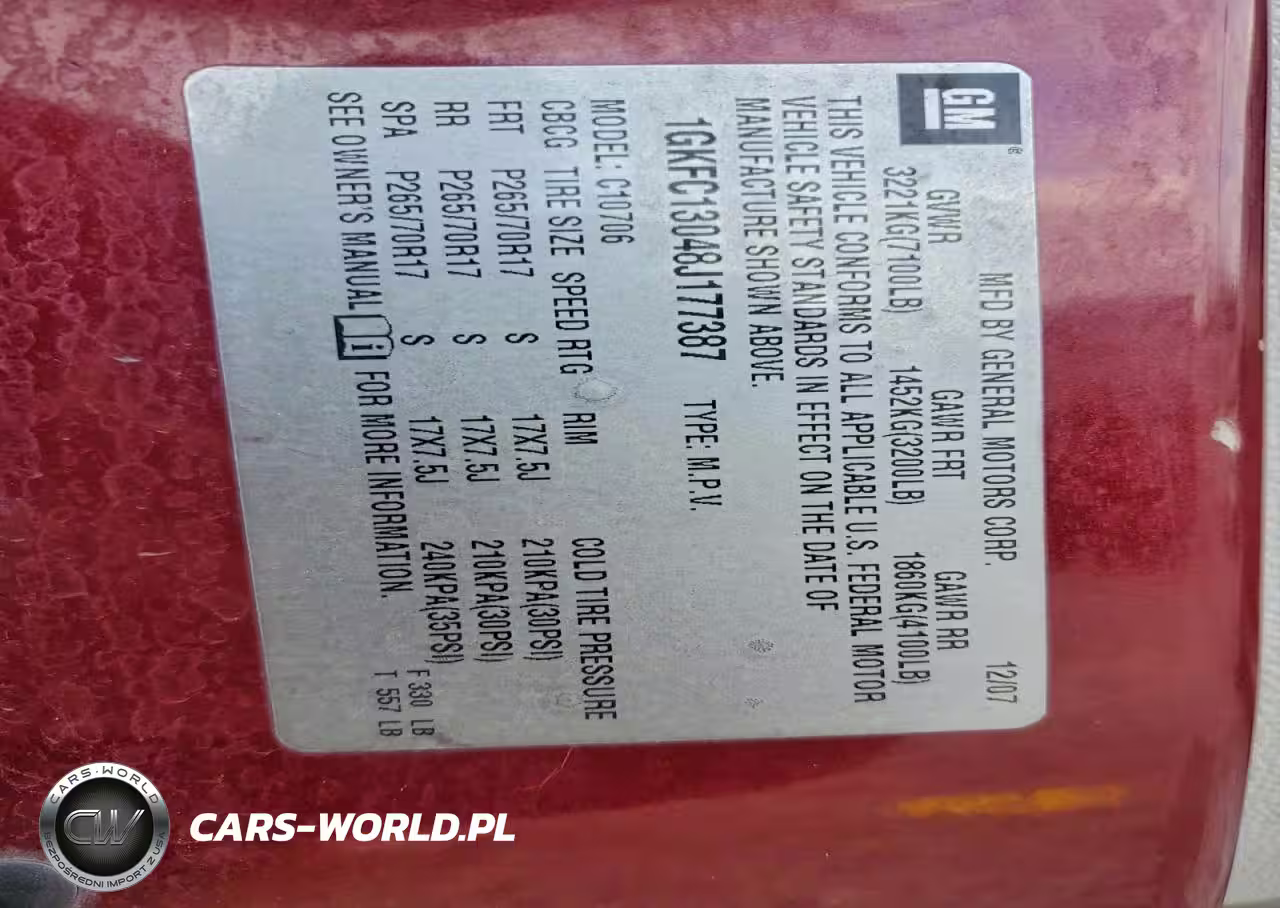 GM ®
MFD BY GENERAL MOTORS CORP. 12/07
GVWR GAWR FRT GAWR RR
3221KG(7100LB) 1452KG(3200LB) 1860KG(4100LB)
THIS VEHICLE CONFORMS TO ALL APPLICABLE U.S. FEDERAL MOTOR
VEHICLE SAFETY STANDARDS IN EFFECT ON THE DATE OF
MANUFACTURE SHOWN ABOVE.
1GKFC13048J177387 TYPE: M.P.V.
MODEL: C10706
CBCG TIRE SIZE SPEED RTG RIM COLD TIRE PRESSURE
FRT P265/70R17 S 17X7.5J 210KPA(30PSI)
RR P265/70R17 S 17X7.5J 210KPA(30PSI)
SPA P265/70R17 S 17X7.5J 240KPA(35PSI)
SEE OWNER'S MANUAL i FOR MORE INFORMATION.
F 330 LB
T 557 LB
CARS-WORLD
CW
BEZPOŚREDNI IMPORT Z USA
CARS-WORLD.PL